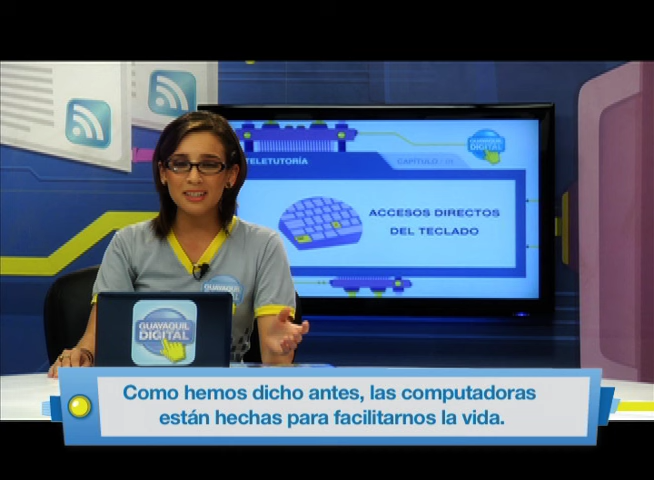 TELETUTORÍA
CAPÍTULO
GUAYAQUIL
DIGITAL
ACCESOS DIRECTOS
DEL TECLADO
GUAYAQUIL
DIGITAL
GUAYAQUIL
DIGITAL
Como hemos dicho antes, las computadoras
están hechas para facilitarnos la vida.